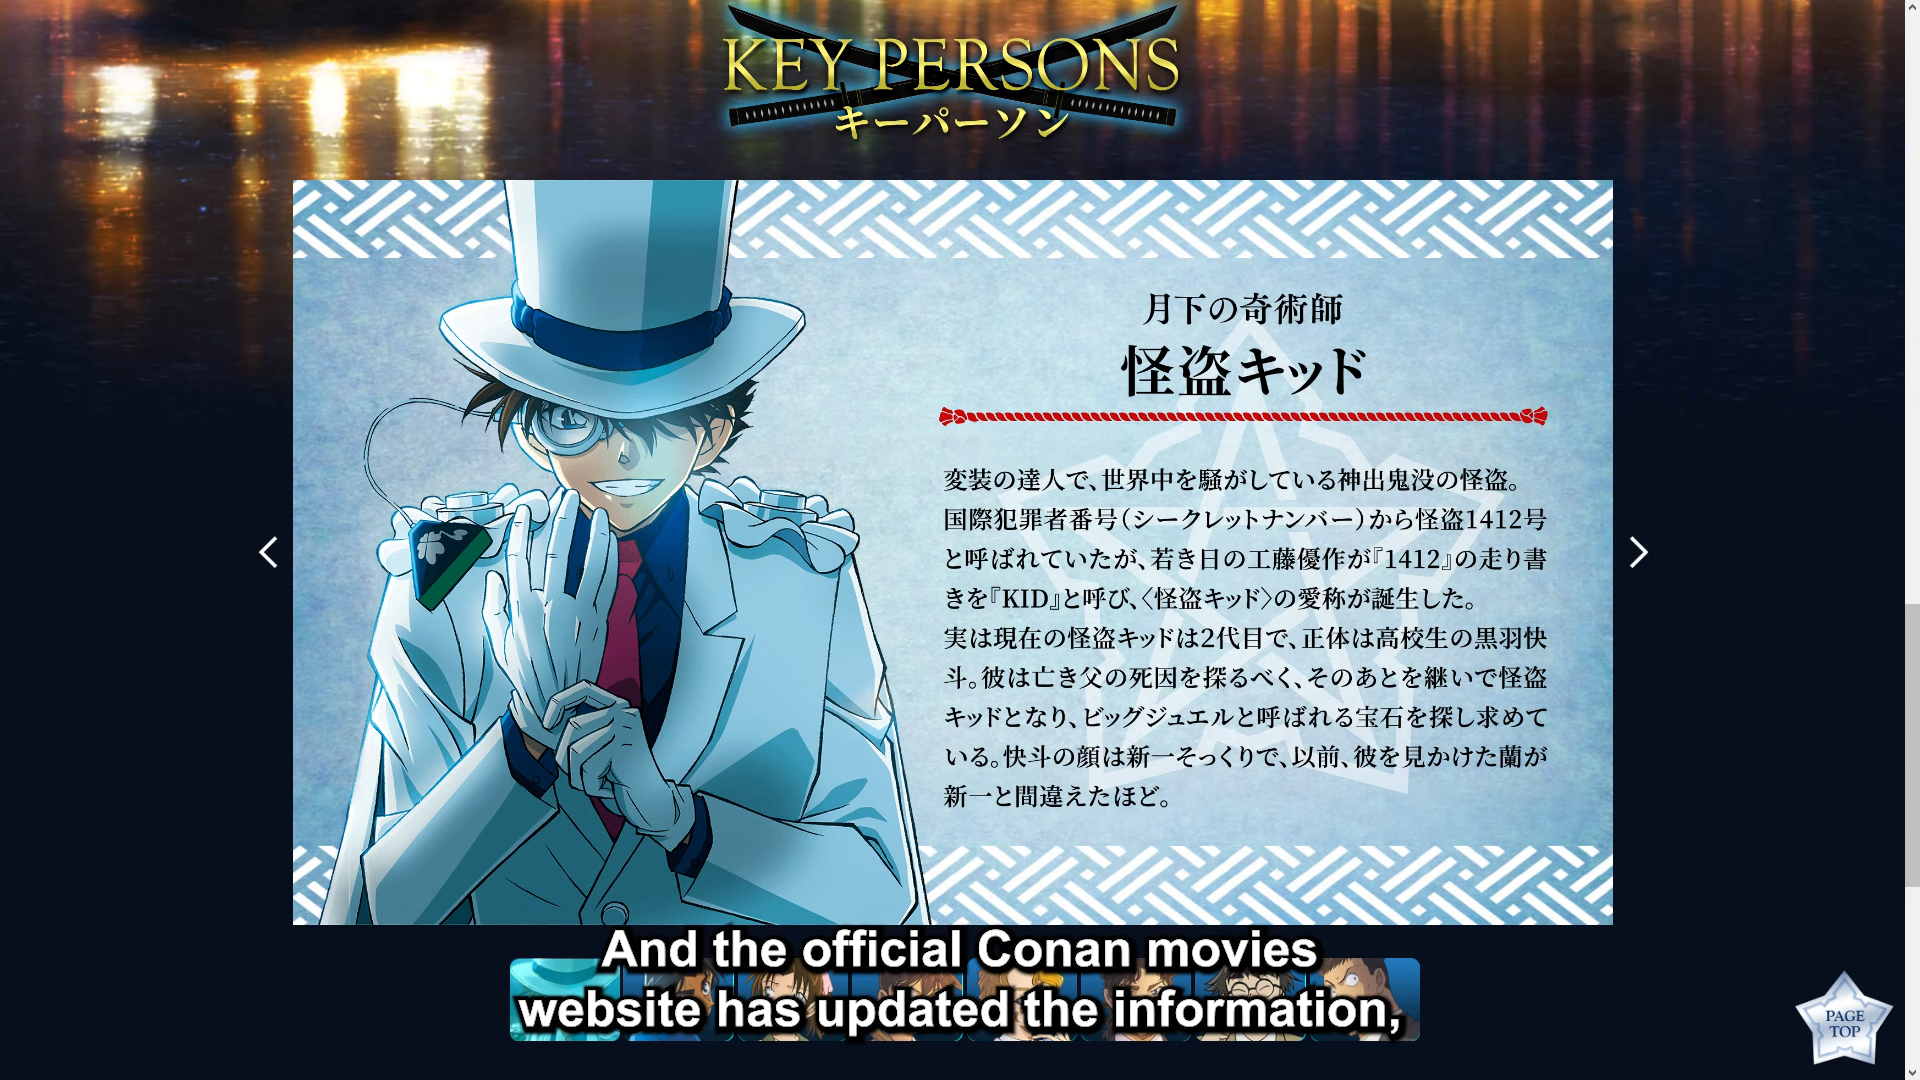 KEY PERSONS
キーパーソン
月下の奇術師
怪盗キッド
変装の達人で、世界中を騒がしている神出鬼没の怪盗。
国際犯罪者番号（シークレットナンバー）から怪盗1412号
と呼ばれていたが、若き日の工藤優作が『1412』の走り書
きを『KID』と呼び、〈怪盗キッド〉の愛称が誕生した。
実は現在の怪盗キッドは2代目で、正体は高校生の黒羽快
斗。彼は亡き父の死因を探るべく、そのあとを継いで怪盗
キッドとなり、ビッグジュエルと呼ばれる宝石を探し求めて
いる。快斗の顔は新一そっくりで、以前、彼を見かけた蘭が
新一と間違えたほど。
And the official Conan movies
website has updated the information,
PAGE
TOP